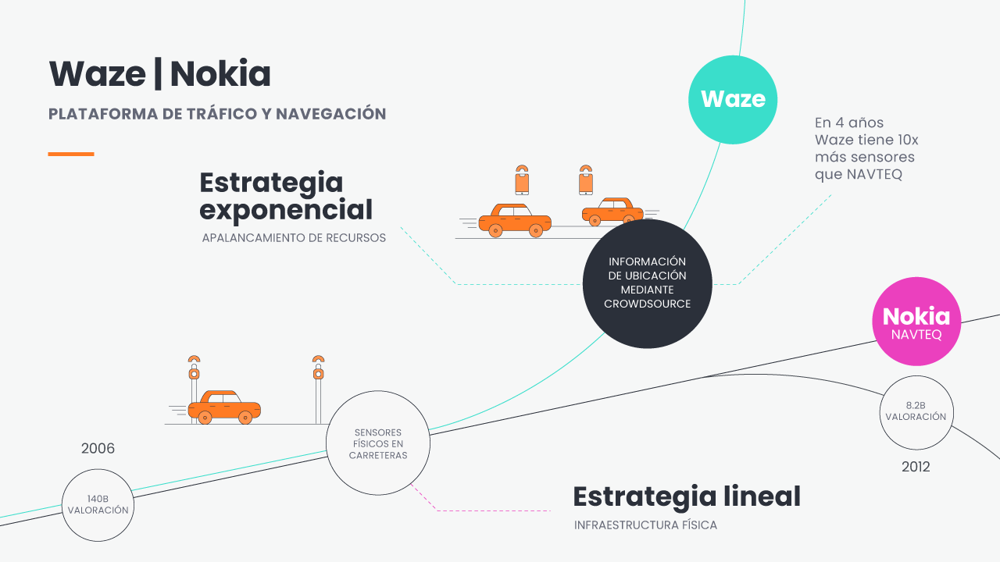 Waze | Nokia
PLATAFORMA DE TRÁFICO Y NAVEGACIÓN
Waze
En 4 años
Waze tiene 10x
más sensores
que NAVTEQ
Estrategia
exponencial
APALANCAMIENTO DE RECURSOS
INFORMACIÓN
DE UBICACIÓN
MEDIANTE
CROWDSOURCE
Nokia
NAVTEQ
8.2B
VALORACIÓN
2012
SENSORES
FÍSICOS EN
CARRETERAS
2006
140B
VALORACIÓN
Estrategia lineal
INFRAESTRUCTURA FÍSICA